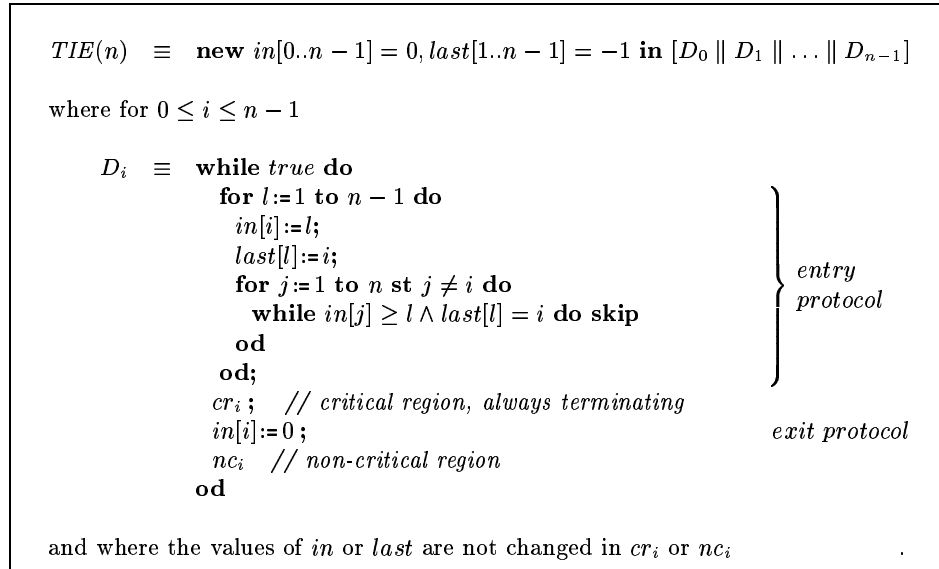 TIE(n) ≡ new in[0..n − 1] = 0, last[1..n − 1] = −1 in [D₀ ∥ D₁ ∥ . . . ∥ Dₙ₋₁]
where for 0 ≤ i ≤ n − 1
Dᵢ ≡ while true do
for l := 1 to n − 1 do
in[i] := l;
last[l] := i;
for j := 1 to n st j ≠ i do
while in[j] ≥ l ∧ last[l] = i do skip
od
od;
entry
protocol
crᵢ ; // critical region, always terminating
in[i] := 0 ; exit protocol
ncᵢ // non-critical region
od
and where the values of in or last are not changed in crᵢ or ncᵢ .